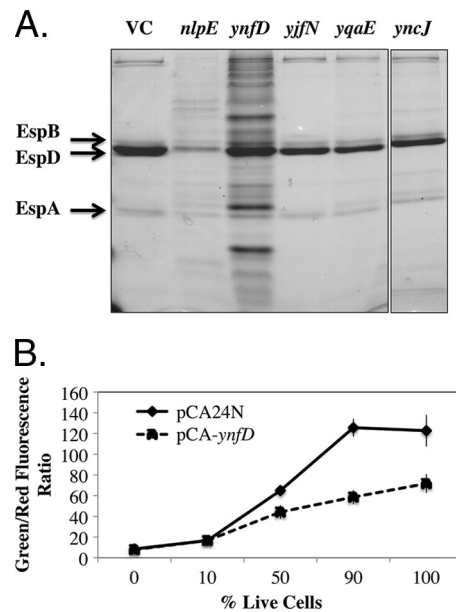 A.
VC nlpE ynfD yjfN yqaE yncJ
EspB
EspD
EspA
B.
Green/Red Fluorescence
Ratio
160
140
120
100
80
60
40
20
0
pCA24N
pCA-ynfD
0 10 50 90 100
% Live Cells